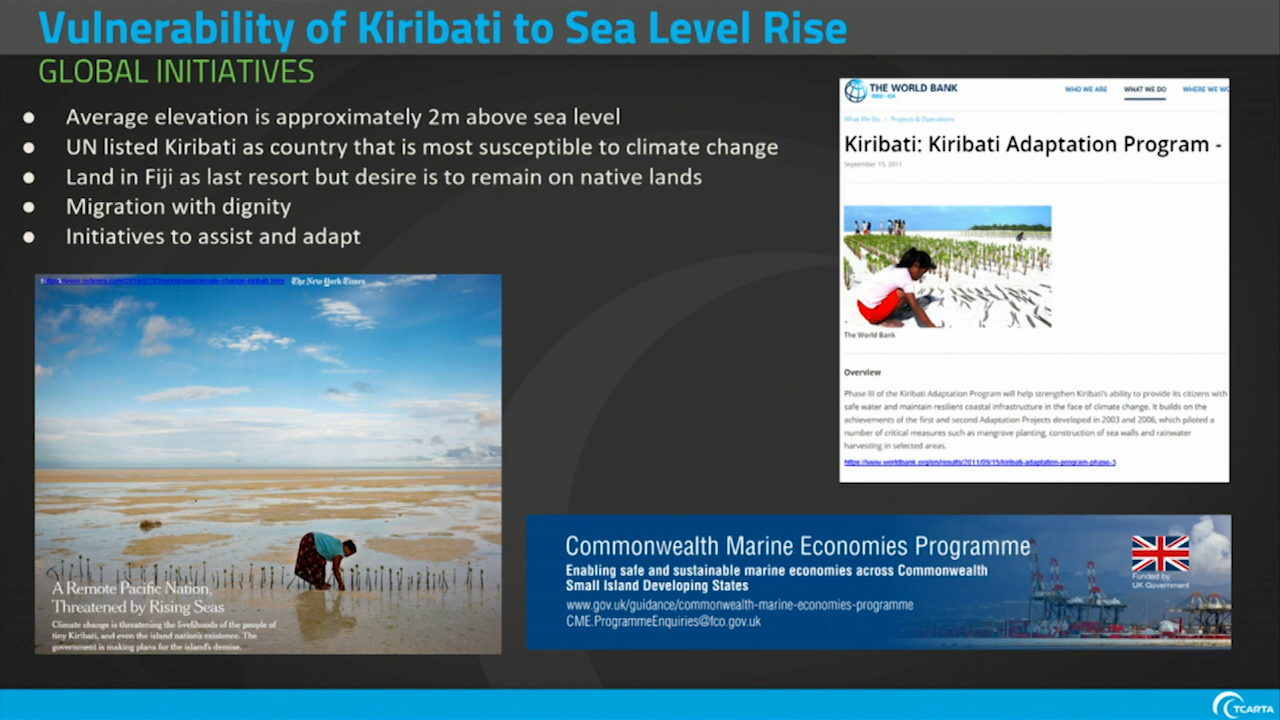 Vulnerability of Kiribati to Sea Level Rise
GLOBAL INITIATIVES
● Average elevation is approximately 2m above sea level
● UN listed Kiribati as country that is most susceptible to climate change
● Land in Fiji as last resort but desire is to remain on native lands
● Migration with dignity
● Initiatives to assist and adapt
The New York Times
A Remote Pacific Nation,
Threatened by Rising Seas
Climate change is threatening the livelihoods of the people of
tiny Kiribati, and even the island nation's existence. The
government is making plans for the island's demise.
THE WORLD BANK
IBRD - IDA
WHO WE ARE WHAT WE DO WHERE WE WO
What We Do / Projects & Operations
Kiribati: Kiribati Adaptation Program -
September 15, 2011
The World Bank
Overview
Phase III of the Kiribati Adaptation Program will help strengthen Kiribati's ability to provide its citizens with
safe water and maintain resilient coastal infrastructure in the face of climate change. It builds on the
achievements of the first and second Adaptation Projects developed in 2003 and 2006, which piloted a
number of critical measures such as mangrove planting, construction of sea walls and rainwater
harvesting in selected areas.
https://www.worldbank.org/en/results/2011/09/15/kiribati-adaptation-program-phase-3
Commonwealth Marine Economies Programme
Enabling safe and sustainable marine economies across Commonwealth
Small Island Developing States
www.gov.uk/guidance/commonwealth-marine-economies-programme
CME.ProgrammeEnquiries@fco.gov.uk
Funded by
UK Government
TCARTA